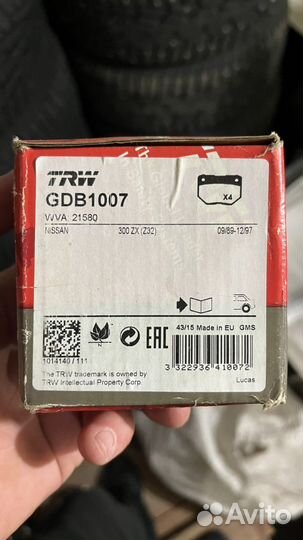 TRW
GDB1007
X4
WVA: 21580
NISSAN 300 ZX (Z32) 09/89-12/97
1014140 / 111
EAC
43/15 Made in EU GMS
The TRW trademark is owned by
TRW Intellectual Property Corp.
3 322936 410072
Lucas
Avito